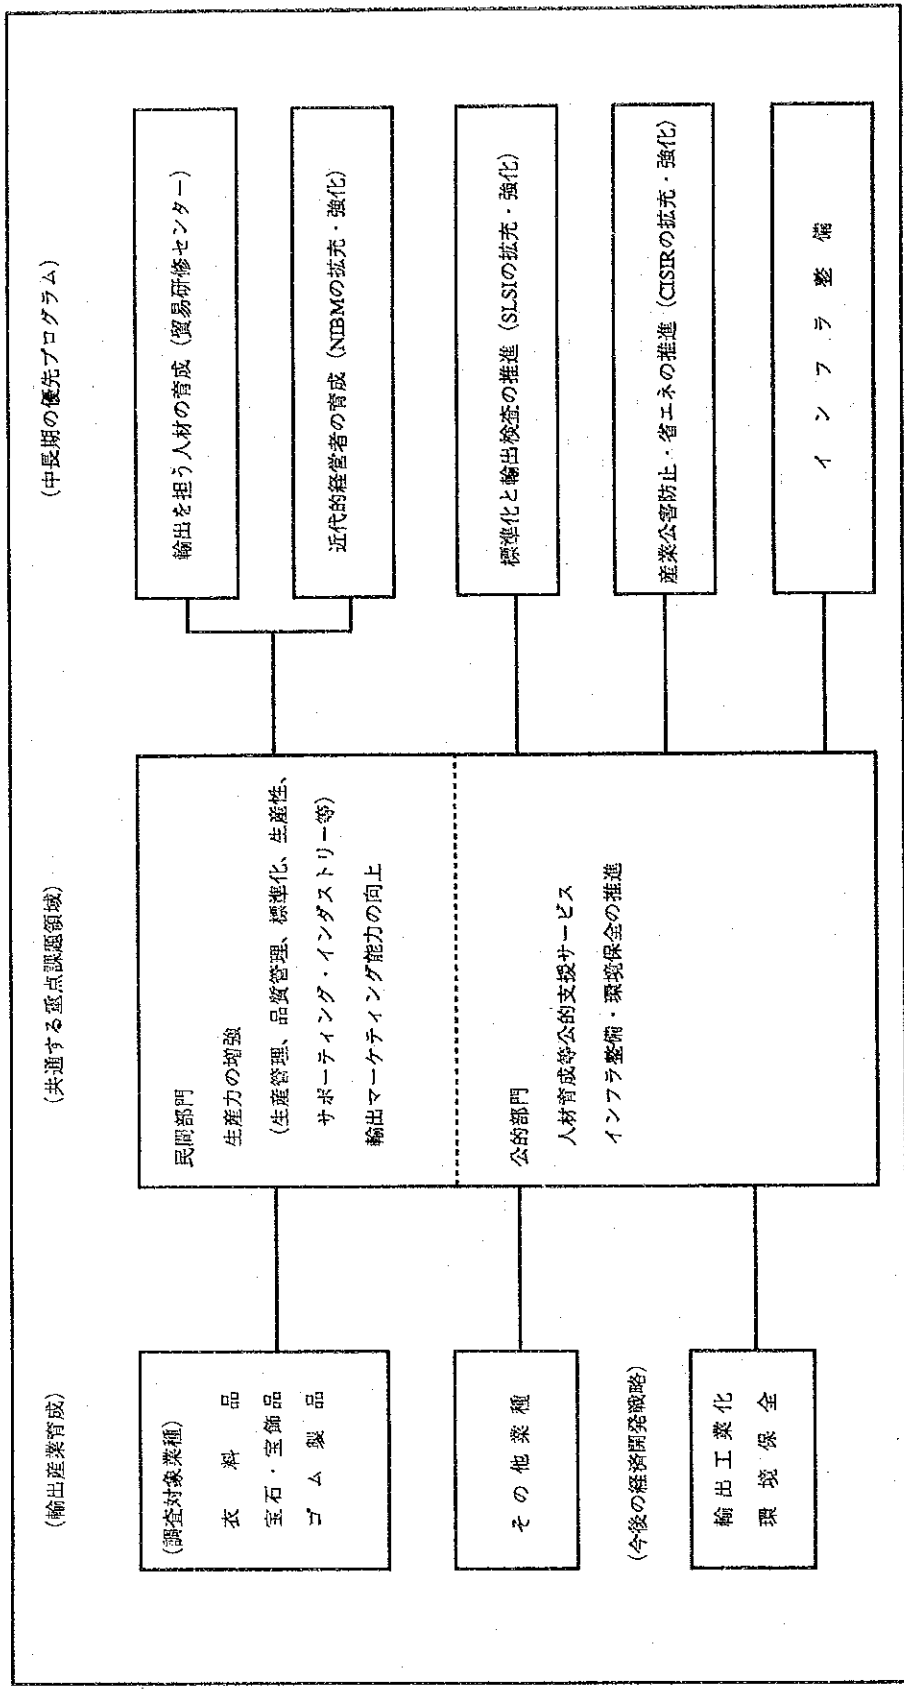 (輸出産業育成)
(調査対象業種)
衣料品
宝石・宝飾品
ゴム製品
その他業種
(今後の経済開発戦略)
輸出工業化
環境保全
(共通する重点課題領域)
民間部門
生産力の増強
(生産管理、品質管理、標準化、生産性、
サポーティング・インダストリー等)
輸出マーケティング能力の向上
公的部門
人材育成等公的支援サービス
インフラ整備・環境保全の推進
(中長期の優先プログラム)
輸出を担う人材の育成 (貿易研修センター)
近代的経営者の育成 (NIBMの拡充・強化)
標準化と輸出検査の推進 (SLSIの拡充・強化)
産業公害防止・省エネの推進 (CISIRの拡充・強化)
インフラ整備